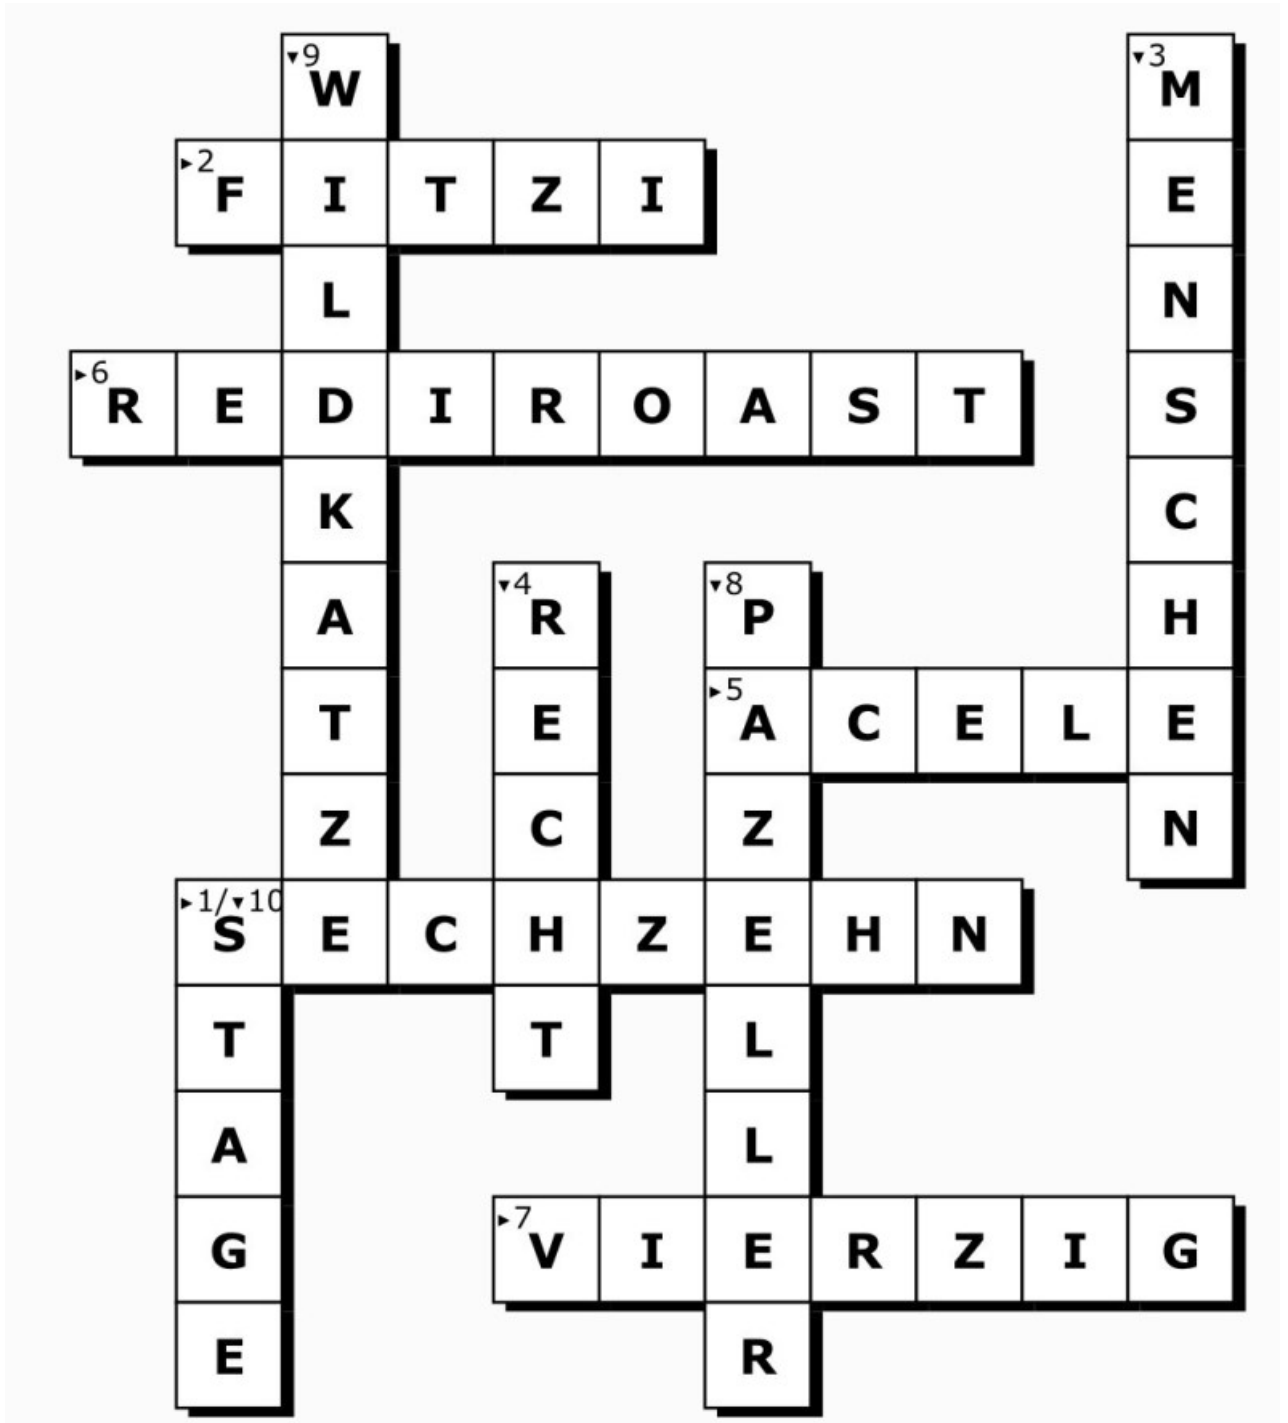 ▼9 W ▼3 M
►2 F I T Z I E
L N
►6 R E D I R O A S T S
K C
A ▼4 R ▼8 P H
T E ►5 A C E L E
Z C Z N
►1/▼10 S E C H Z E H N
T T L
A L
G ►7 V I E R Z I G
E R